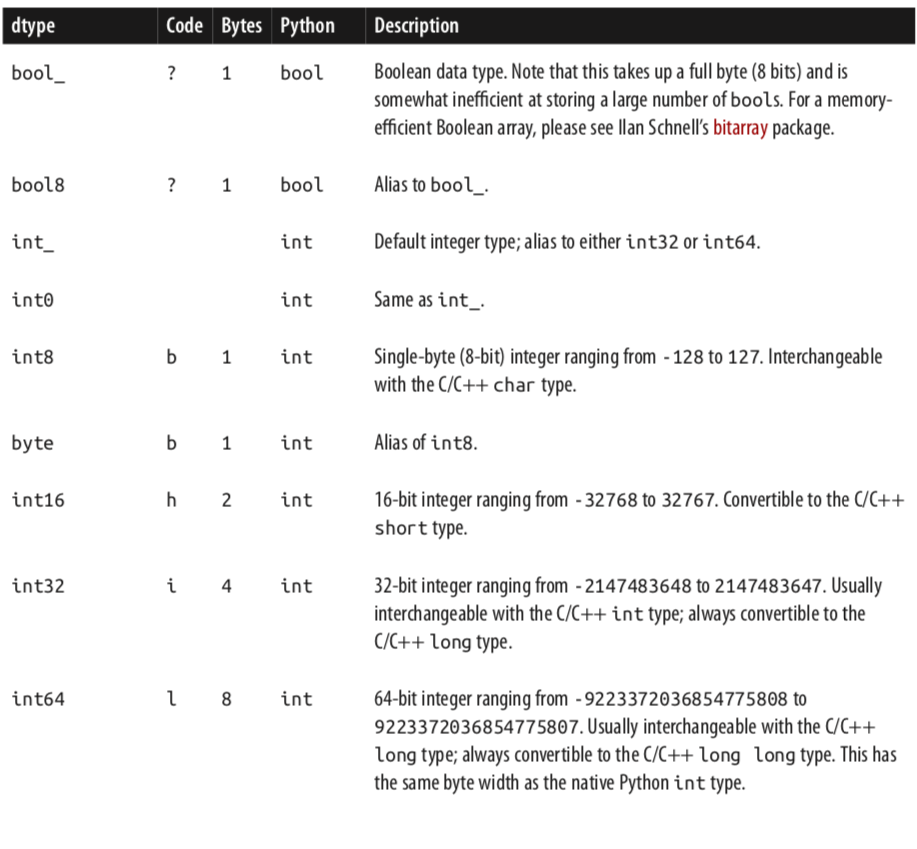 dtype Code Bytes Python Description
bool_ ? 1 bool Boolean data type. Note that this takes up a full byte (8 bits) and is
somewhat inefficient at storing a large number of bools. For a memory-
efficient Boolean array, please see Ilan Schnell’s bitarray package.
bool8 ? 1 bool Alias to bool_.
int_ int Default integer type; alias to either int32 or int64.
int0 int Same as int_.
int8 b 1 int Single-byte (8-bit) integer ranging from -128 to 127. Interchangeable
with the C/C++ char type.
byte b 1 int Alias of int8.
int16 h 2 int 16-bit integer ranging from -32768 to 32767. Convertible to the C/C++
short type.
int32 i 4 int 32-bit integer ranging from -2147483648 to 2147483647. Usually
interchangeable with the C/C++ int type; always convertible to the
C/C++ long type.
int64 l 8 int 64-bit integer ranging from -9223372036854775808 to
9223372036854775807. Usually interchangeable with the C/C++
long type; always convertible to the C/C++ long long type. This has
the same byte width as the native Python int type.